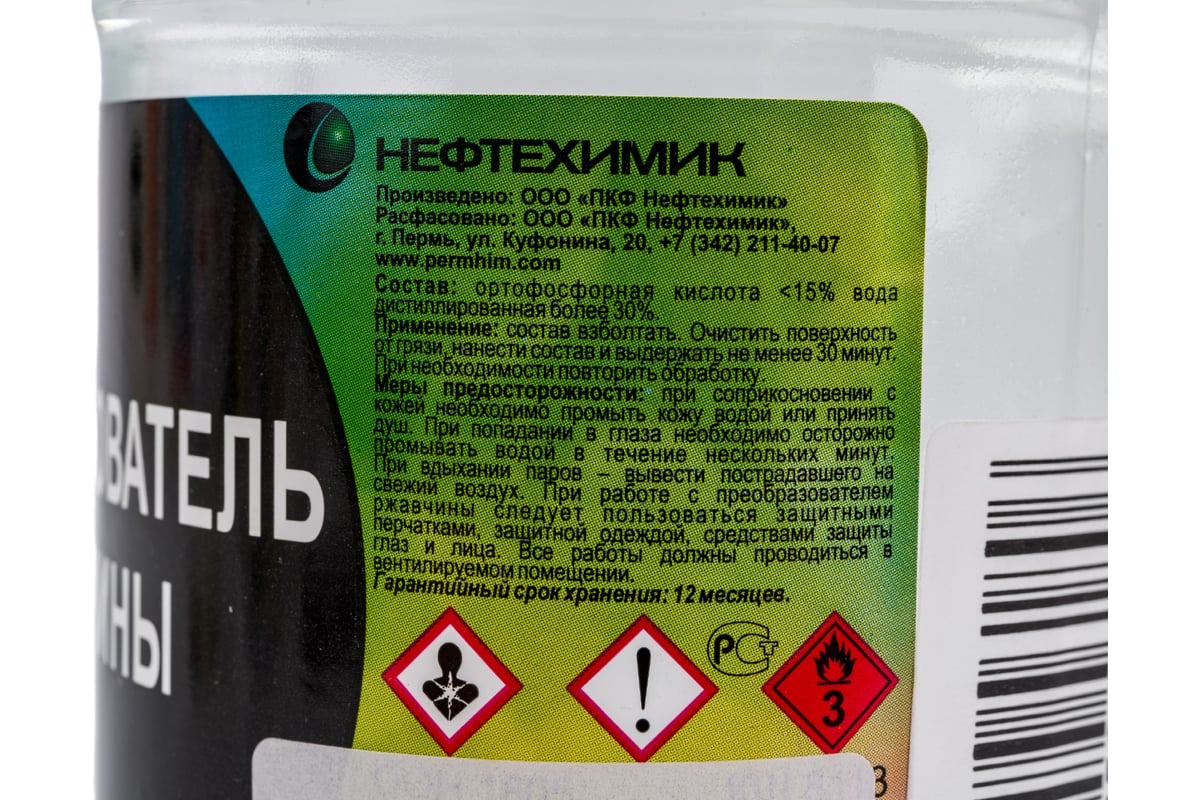 НЕФТЕХИМИК
Произведено: ООО «ПКФ Нефтехимик»
Расфасовано: ООО «ПКФ Нефтехимик»,
г. Пермь, ул. Куфонина, 20, +7 (342) 211-40-07
www.permhim.com
Состав: ортофосфорная кислота <15% вода
дистиллированная более 30%.
Применение: состав взболтать. Очистить поверхность
от грязи, нанести состав и выдержать не менее 30 минут.
При необходимости повторить обработку.
Меры предосторожности: при соприкосновении с
кожей необходимо промыть кожу водой или принять
душ. При попадании в глаза необходимо осторожно
промывать водой в течение нескольких минут.
При вдыхании паров – вывести пострадавшего на
свежий воздух. При работе с преобразователем
ржавчины следует пользоваться защитными
перчатками, защитной одеждой, средствами защиты
глаз и лица. Все работы должны проводиться в
вентилируемом помещении.
Гарантийный срок хранения: 12 месяцев.
ВАТЕЛЬ
ИНЫ
РСТ
3